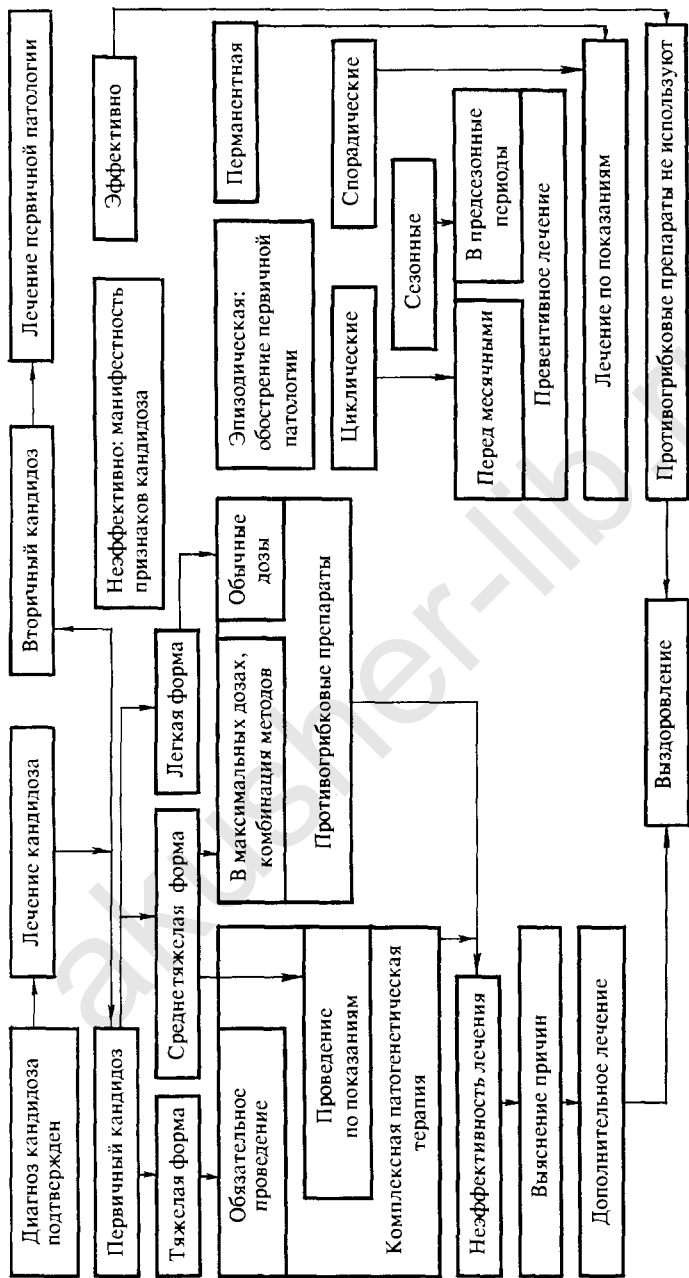 Диагноз кандидоза
подтвержден
Лечение кандидоза
Вторичный кандидоз
Лечение первичной патологии
Первичный кандидоз
Неэффективно: манифестность
признаков кандидоза
Эффективно
Тяжелая форма
Среднетяжелая форма
Легкая форма
Обязательное
проведение
Проведение
по показаниям
Комплексная патогенетическая
терапия
В максимальных дозах,
комбинация методов
Обычные
дозы
Противогрибковые препараты
Эпизодическая:
обострение первичной
патологии
Перманентная
Циклические
Сезонные
Спорадические
Перед месячными
В предсезонные
периоды
Превентивное лечение
Неэффективность лечения
Выяснение причин
Дополнительное лечение
Лечение по показаниям
Противогрибковые препараты не используют
Выздоровление
akusher-lib.r